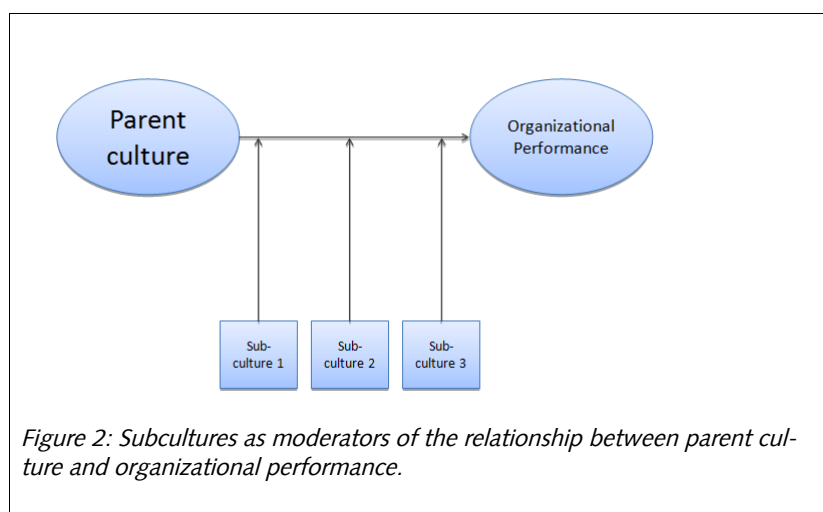 Parent
culture
Organizational
Performance
Sub-
culture 1
Sub-
culture 2
Sub-
culture 3
Figure 2: Subcultures as moderators of the relationship between parent cul-
ture and organizational performance.